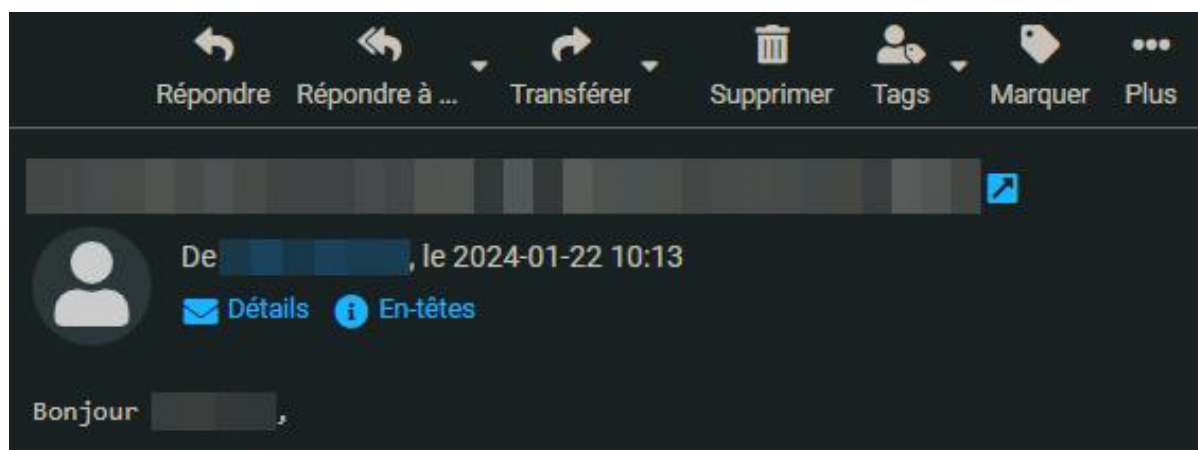 Répondre Répondre à ... Transférer Supprimer Tags Marquer Plus
De , le 2024-01-22 10:13
Détails En-têtes
Bonjour ,